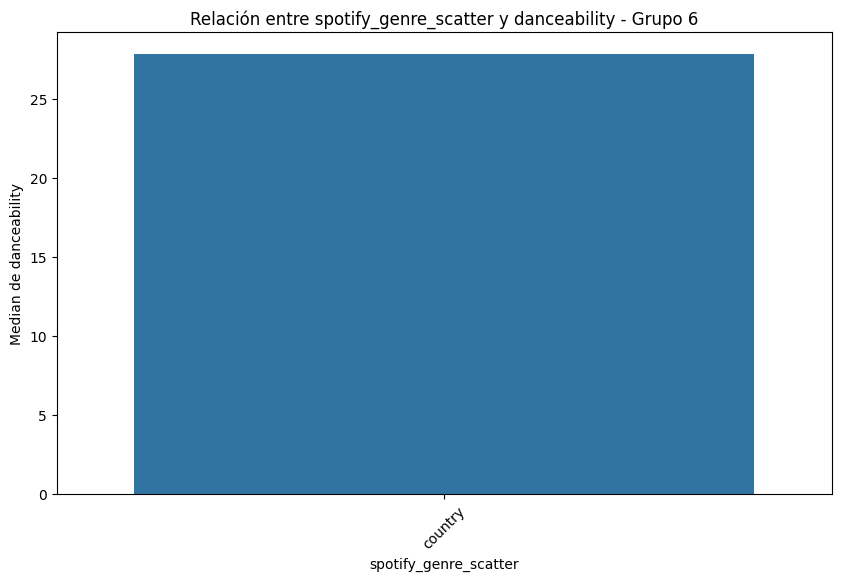 Relación entre spotify_genre_scatter y danceability - Grupo 6
Median de danceability
25
20
15
10
5
0
country
spotify_genre_scatter